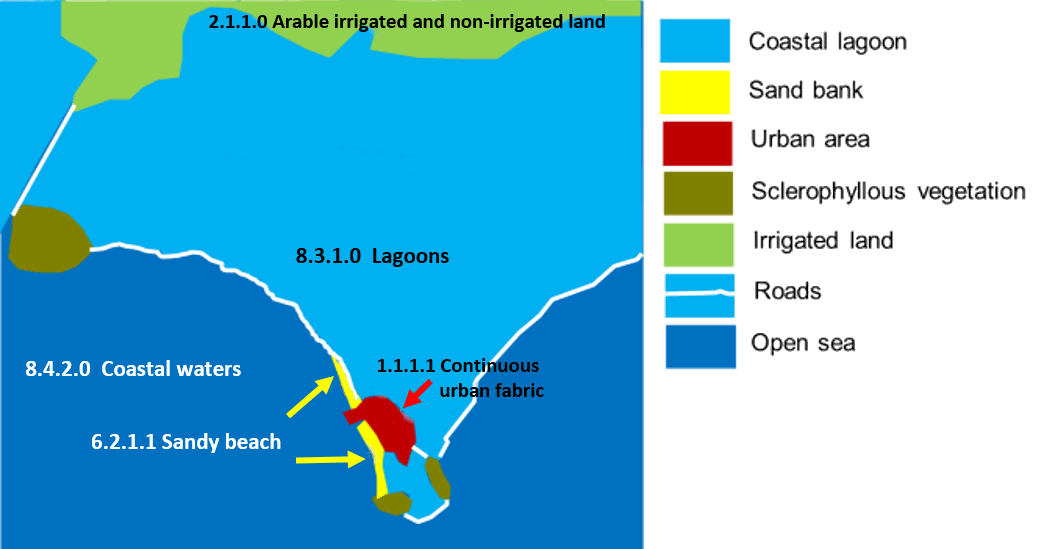 2.1.1.0 Arable irrigated and non-irrigated land
8.3.1.0 Lagoons
8.4.2.0 Coastal waters
1.1.1.1 Continuous
urban fabric
6.2.1.1 Sandy beach
Coastal lagoon
Sand bank
Urban area
Sclerophyllous vegetation
Irrigated land
Roads
Open sea